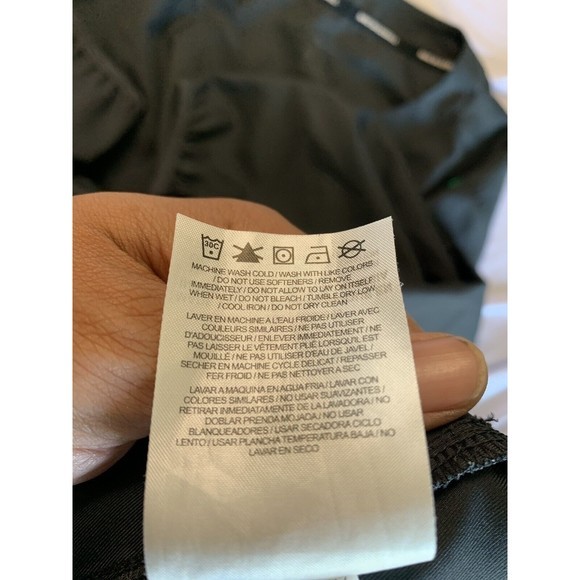 30C
MACHINE WASH COLD / WASH WITH LIKE COLORS
/ DO NOT USE SOFTENERS / REMOVE
IMMEDIATELY / DO NOT ALLOW TO LAY ON ITSELF
WHEN WET / DO NOT BLEACH / TUMBLE DRY LOW
/ COOL IRON / DO NOT DRY CLEAN
LAVER EN MACHINE A L'EAU FROIDE / LAVER AVEC
COULEURS SIMILAIRES / NE PAS UTILISER
D'ADOUCISSEUR / ENLEVER IMMÉDIATEMENT / NE
PAS LAISSER LE VÊTEMENT PLIÉ LORSQU'IL EST
MOUILLÉ / NE PAS UTILISER D'EAU DE JAVEL /
SECHER EN MACHINE CYCLE DELICAT / REPASSER
FER FROID / NE PAS NETTOYER A SEC
LAVAR A MAQUINA EN AGUA FRIA / LAVAR CON
COLORES SIMILARES / NO USAR SUAVIZANTES /
RETIRAR IMMEDIATAMENTE DE LA LAVADORA / NO
DOBLAR PRENDA MOJADA / NO USAR
BLANQUEADORES / USAR SECADORA CICLO
LENTO / USAR PLANCHA TEMPERATURA BAJA / NO
LAVAR EN SECO